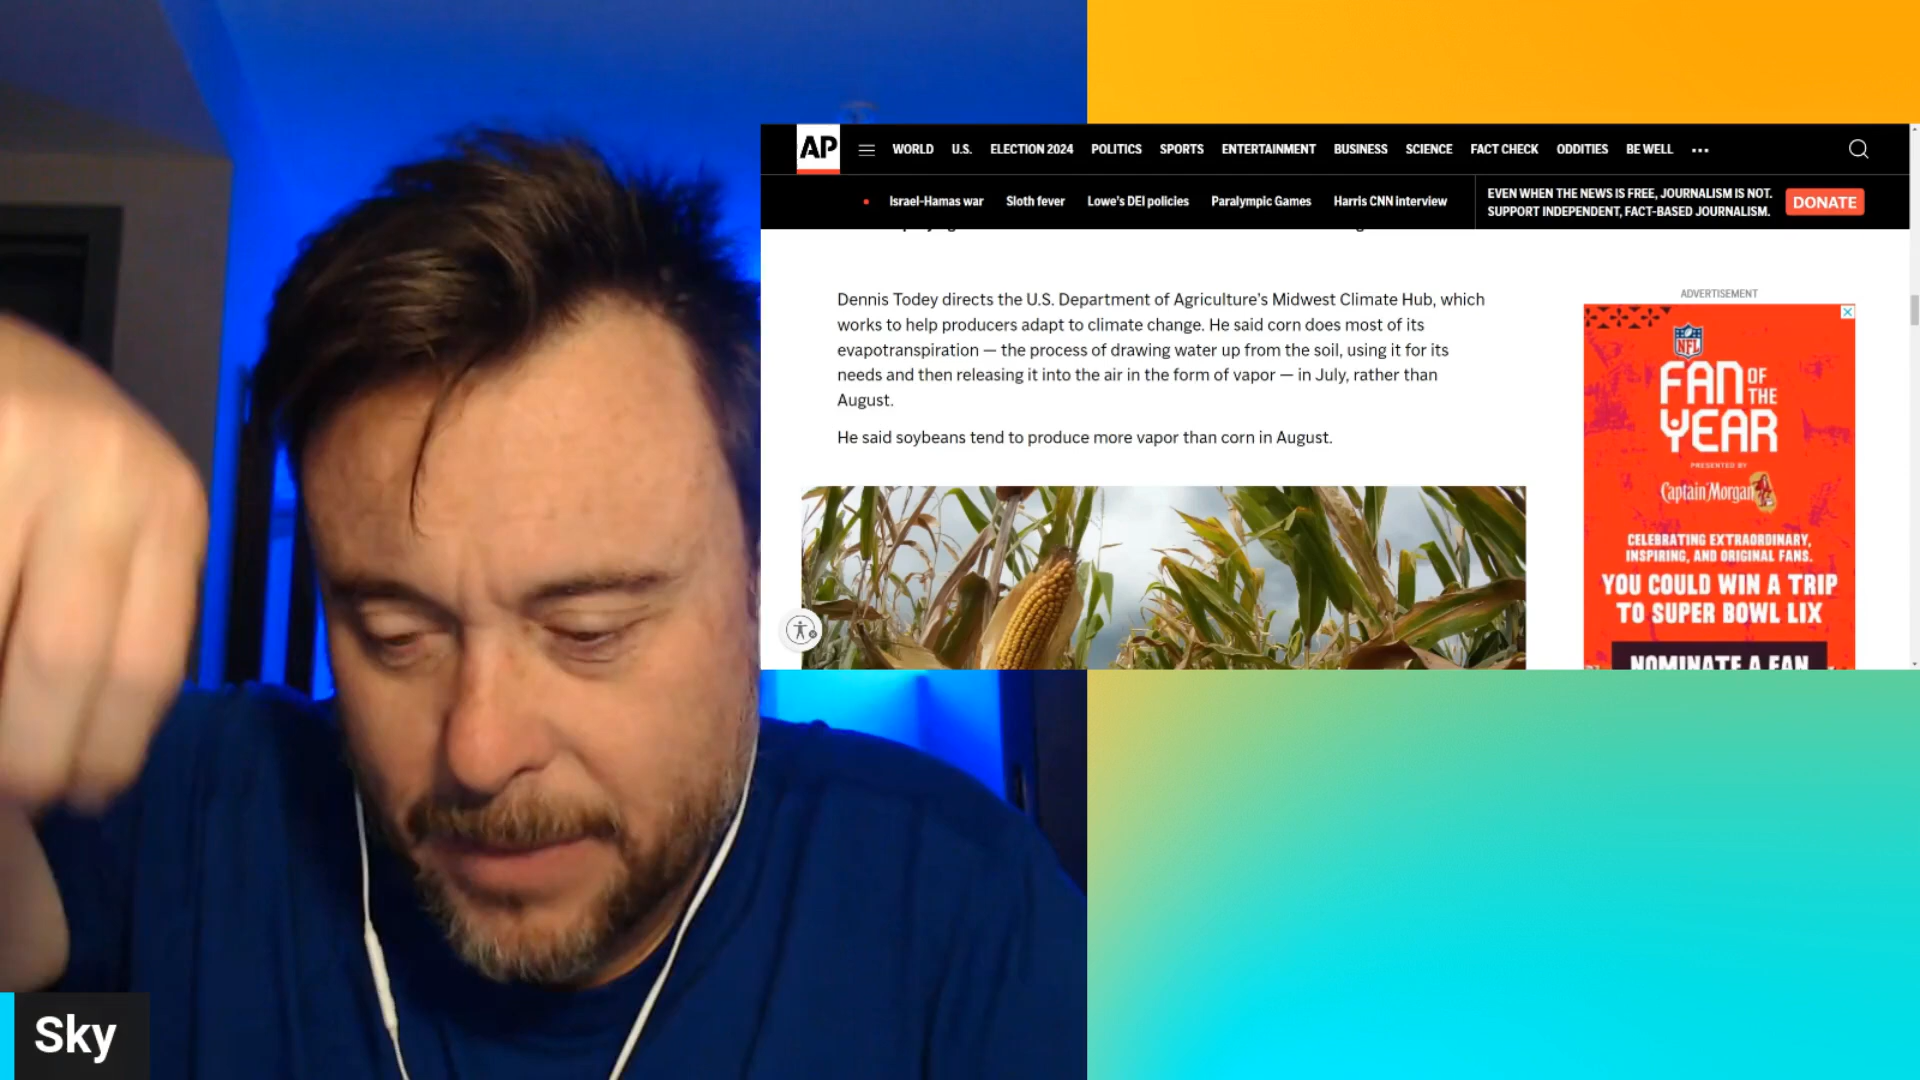 AP
WORLD U.S. ELECTION 2024 POLITICS SPORTS ENTERTAINMENT BUSINESS SCIENCE FACT CHECK ODDITIES BE WELL
Israel-Hamas war Sloth fever Lowe's DEI policies Paralympic Games Harris CNN interview
EVEN WHEN THE NEWS IS FREE, JOURNALISM IS NOT.
SUPPORT INDEPENDENT, FACT-BASED JOURNALISM.
DONATE
Dennis Todey directs the U.S. Department of Agriculture's Midwest Climate Hub, which
works to help producers adapt to climate change. He said corn does most of its
evapotranspiration — the process of drawing water up from the soil, using it for its
needs and then releasing it into the air in the form of vapor — in July, rather than
August.
He said soybeans tend to produce more vapor than corn in August.
ADVERTISEMENT
NFL
FAN OF THE
YEAR
PRESENTED BY
Captain Morgan
CELEBRATING EXTRAORDINARY,
INSPIRING, AND ORIGINAL FANS.
YOU COULD WIN A TRIP
TO SUPER BOWL LIX
NOMINATE A FAN
Sky